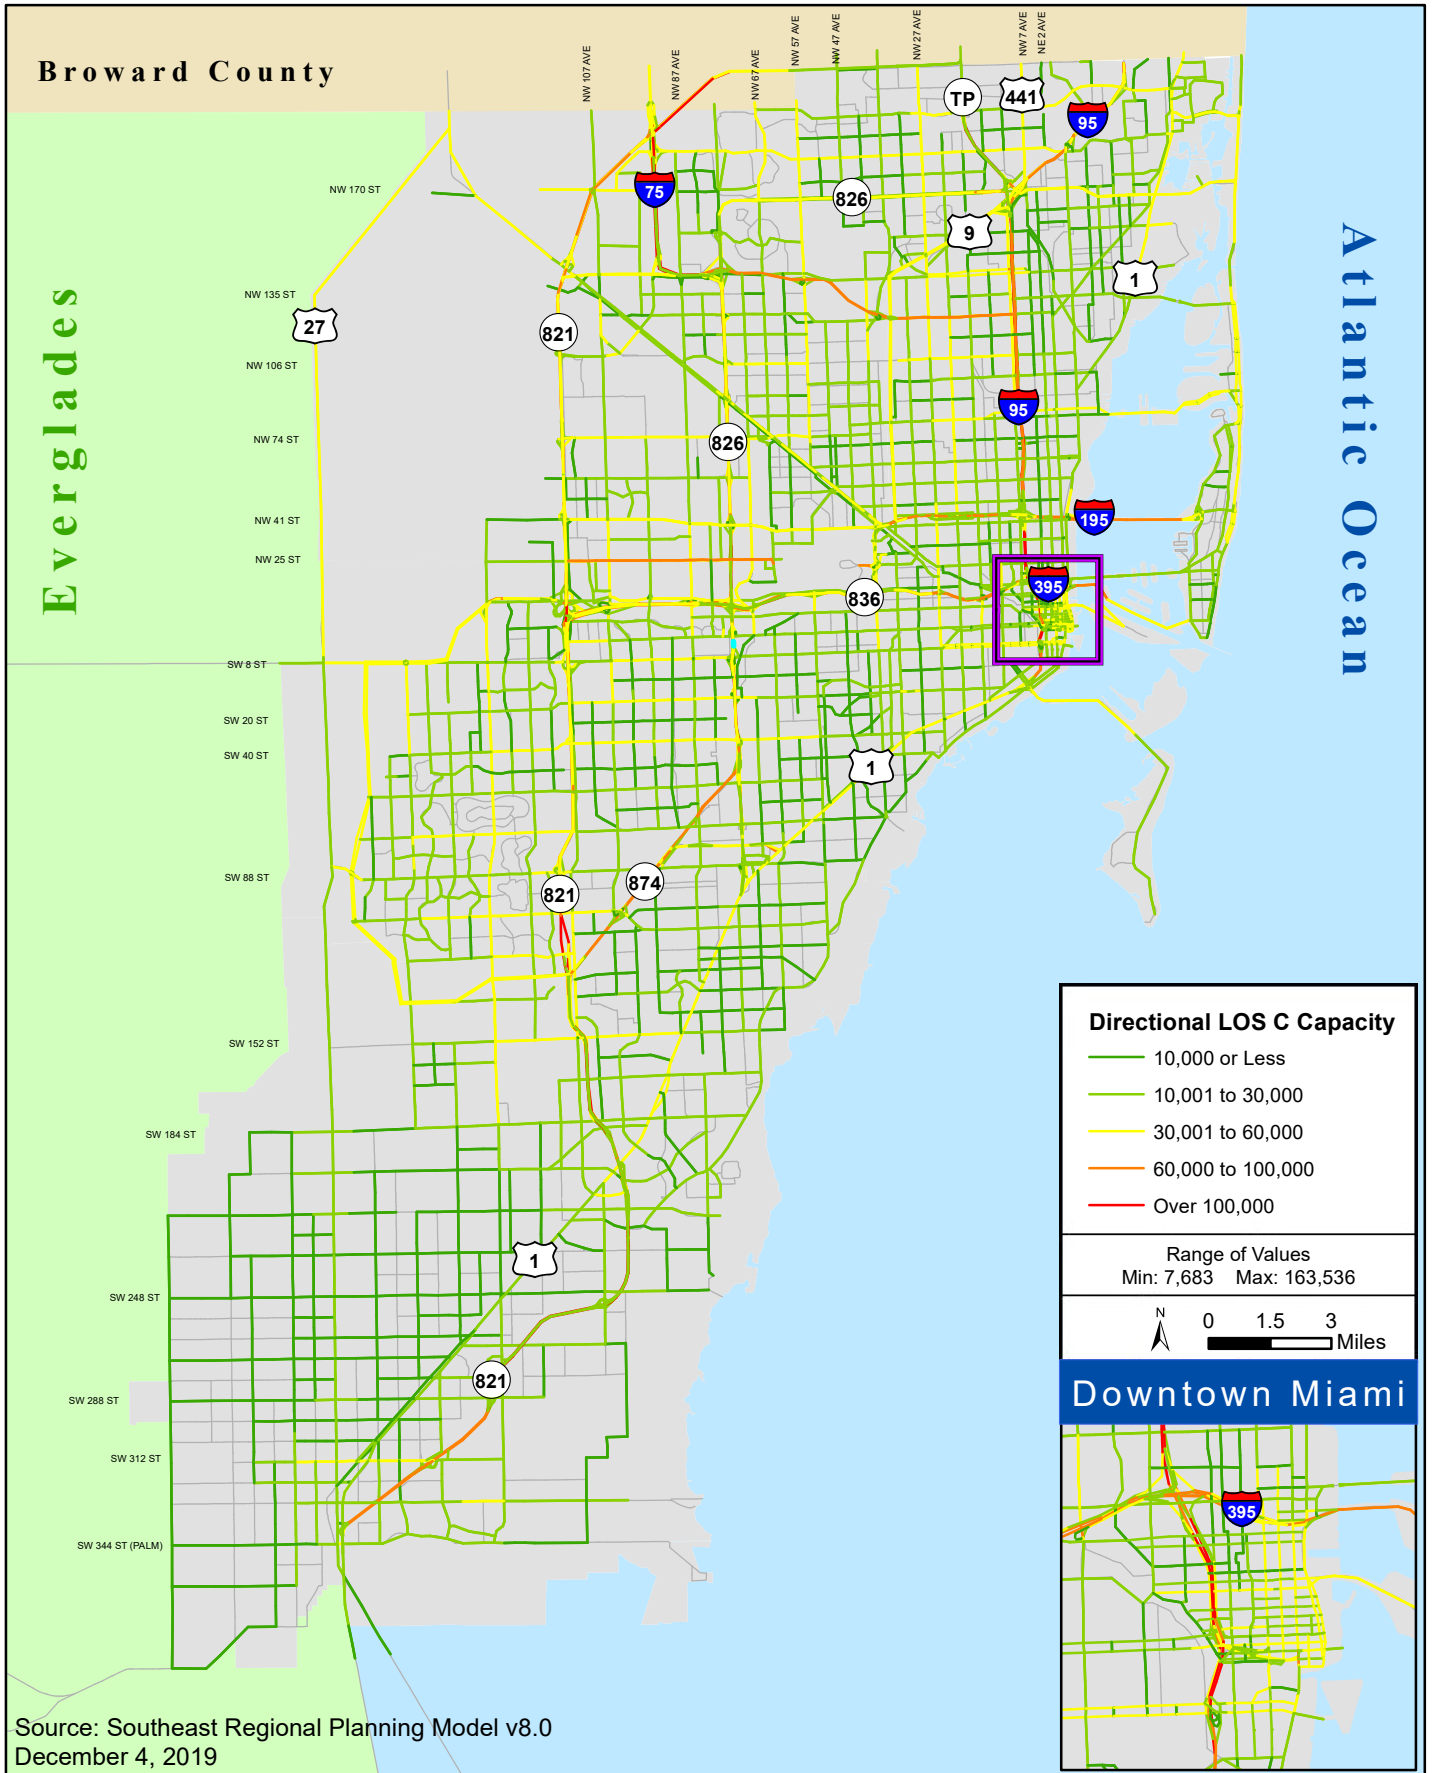 Broward County
NW 107 AVE
NW 87 AVE
NW 67 AVE
NW 57 AVE
NW 47 AVE
NW 27 AVE
NW 7 AVE
NE 2 AVE
TP
441
95
75
826
9
1
NW 170 ST
NW 135 ST
27
821
NW 106 ST
95
NW 74 ST
826
NW 41 ST
195
NW 25 ST
395
836
SW 8 ST
SW 20 ST
SW 40 ST
1
SW 88 ST
821
874
SW 152 ST
SW 184 ST
1
SW 248 ST
821
SW 288 ST
SW 312 ST
SW 344 ST (PALM)
Everglades
Atlantic Ocean
Directional LOS C Capacity
10,000 or Less
10,001 to 30,000
30,001 to 60,000
60,000 to 100,000
Over 100,000
Range of Values
Min: 7,683 Max: 163,536
N
0 1.5 3
Miles
Downtown Miami
395
Source: Southeast Regional Planning Model v8.0
December 4, 2019